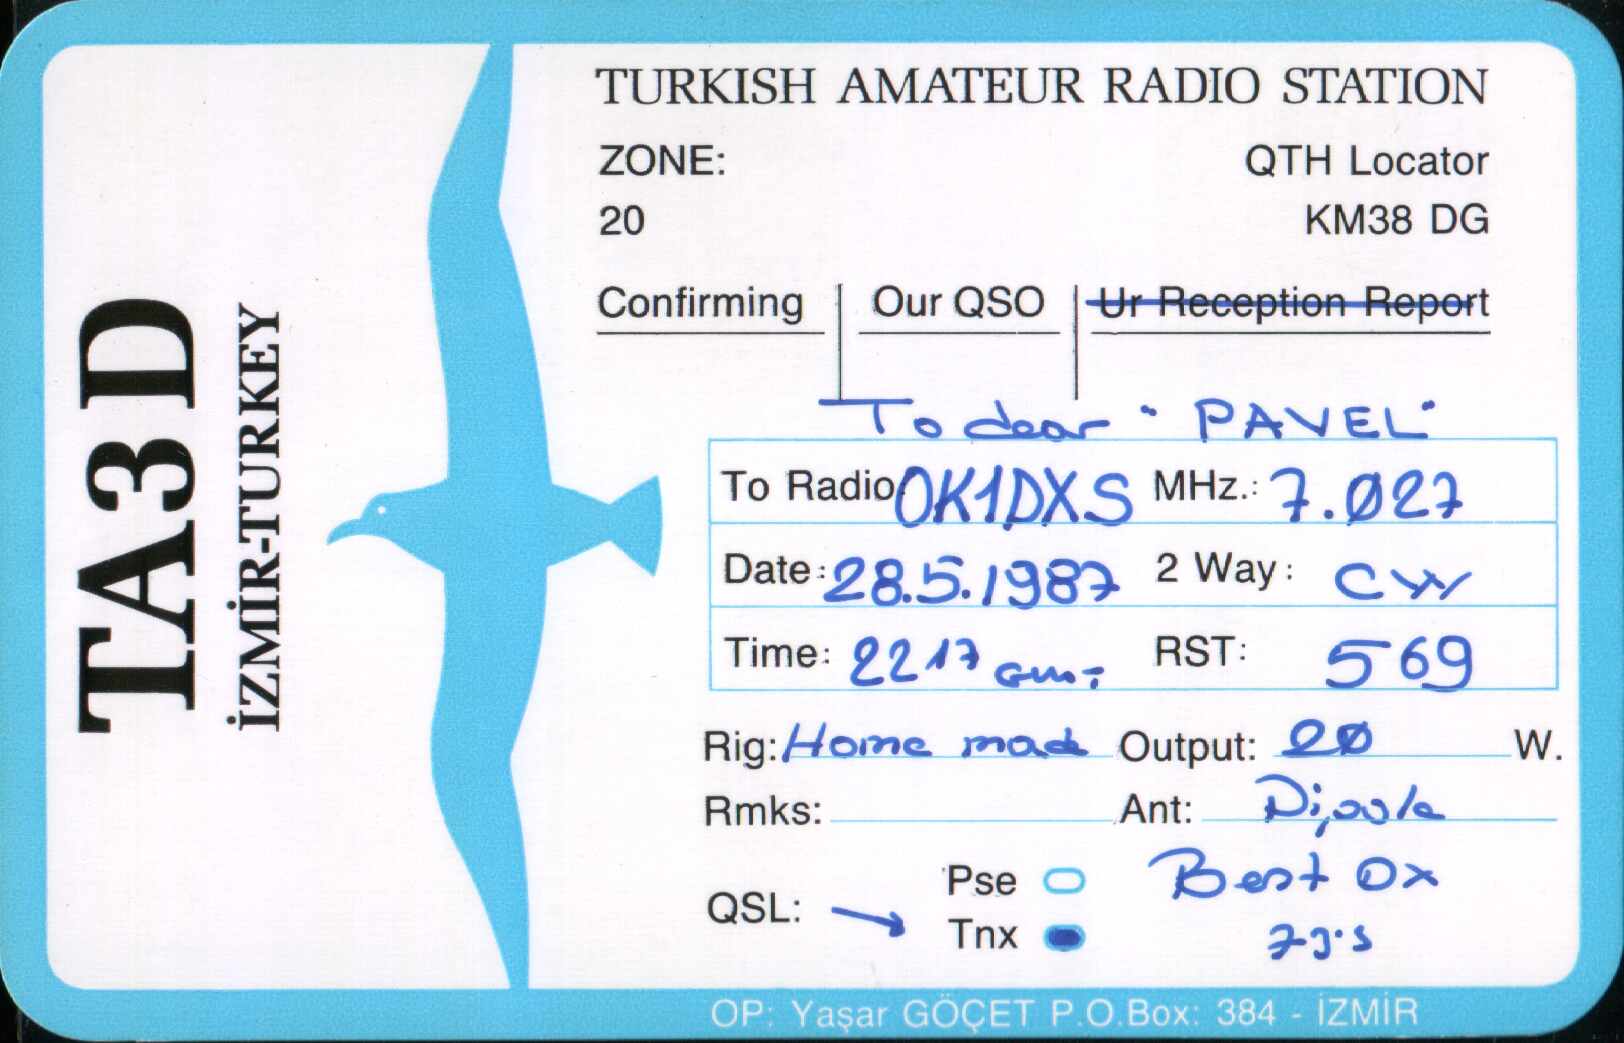 TA3D
İZMİR-TURKEY
TURKISH AMATEUR RADIO STATION
ZONE: QTH Locator
20 KM38 DG
Confirming Our QSO Ur Reception Report
To dear "PAVEL"
To Radio OK1DXS MHz.: 7.Ø27
Date: 28.5.1987 2 Way: CW
Time: 2217 GMT RST: 569
Rig: Home made Output: 2Ø W.
Rmks: Ant: Dipole
QSL: Pse Best DX
Tnx 73's
OP: Yaşar GÖÇET P.O.Box: 384 - İZMİR